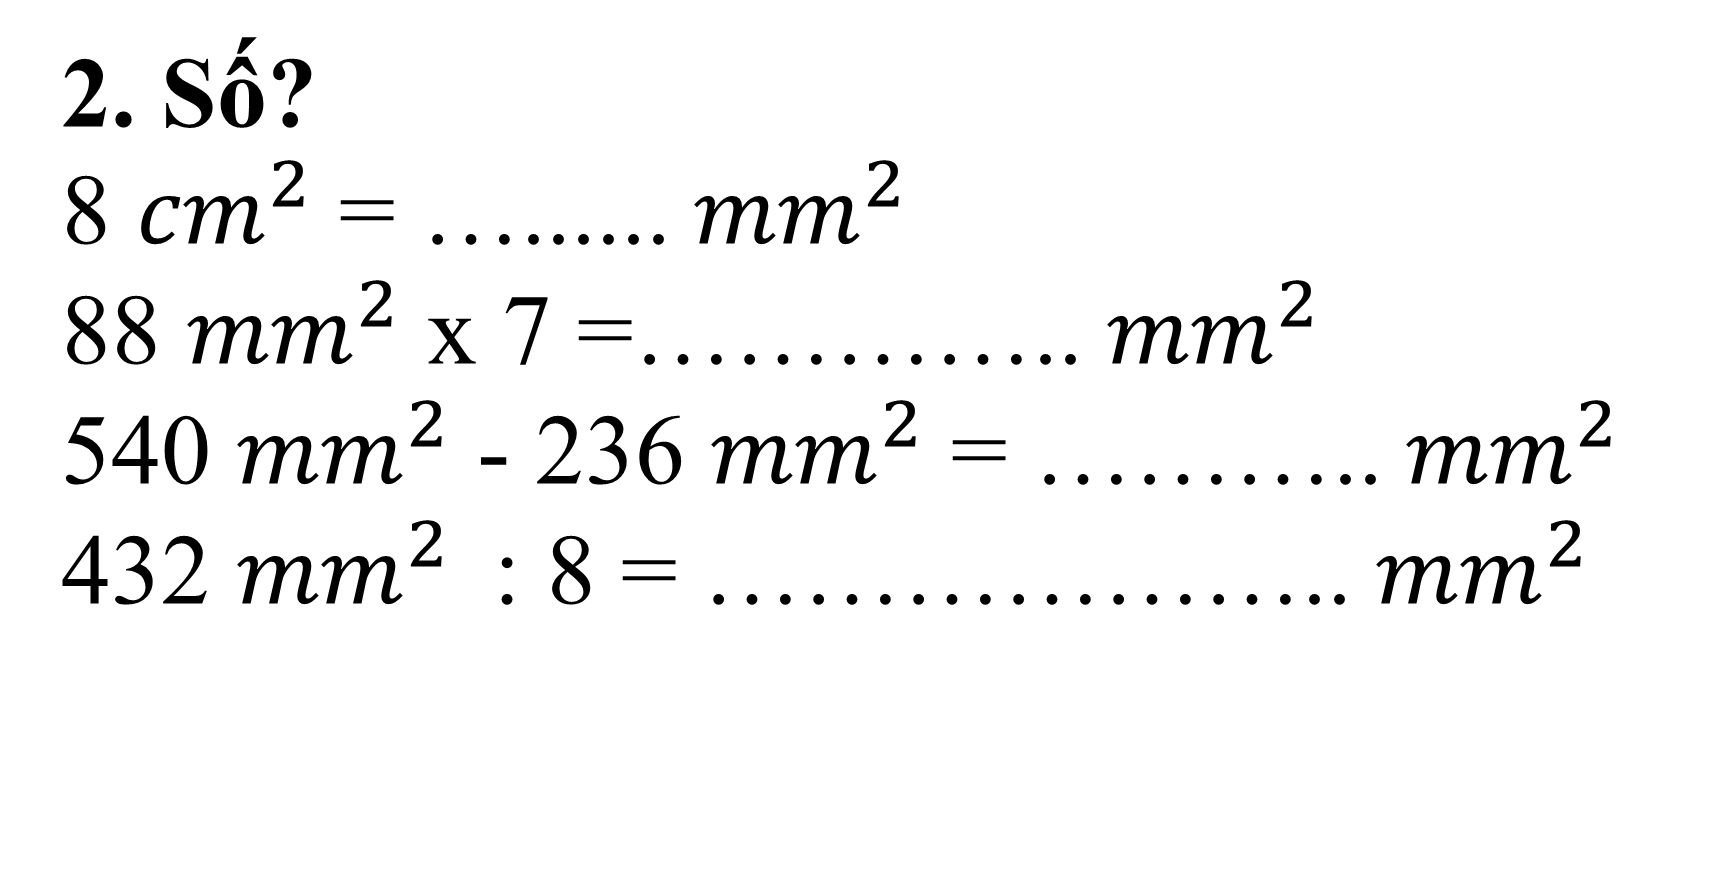 2. Số?
8 cm² = ………. mm²
88 mm² x 7 =………….. mm²
540 mm² - 236 mm² = ……….. mm²
432 mm² : 8 = ……………….. mm²